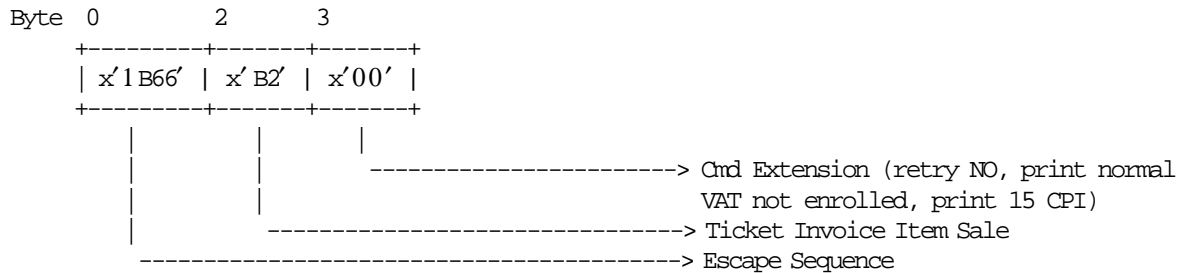 Byte 0 2 3
+---------+-------+-------+
| x'1B66' | x'B2' | x'00' |
+---------+-------+-------+
| | |
| | -----------------------> Cmd Extension (retry NO, print normal
| | VAT not enrolled, print 15 CPI)
| --------------------------------> Ticket Invoice Item Sale
------------------------------------------> Escape Sequence